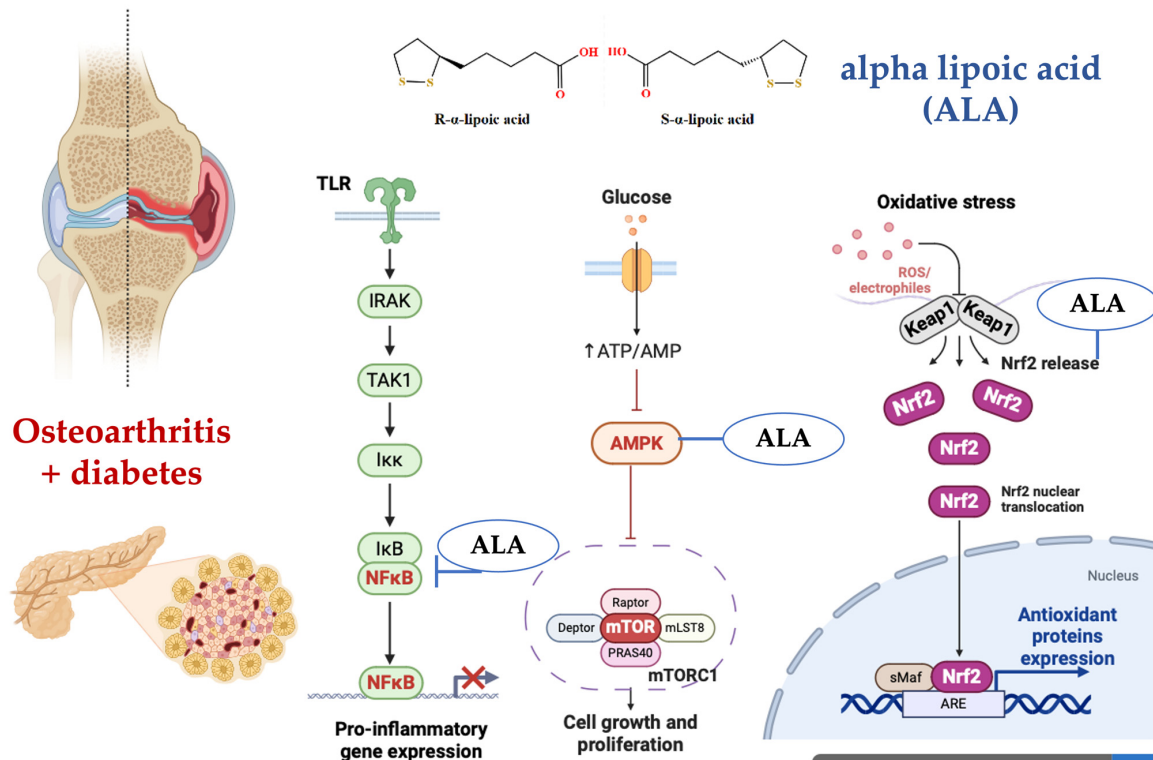 OH
HO
S
S
O
O
S
S
R-α-lipoic acid
S-α-lipoic acid
alpha lipoic acid
(ALA)
Osteoarthritis
+ diabetes
TLR
IRAK
TAK1
Iκκ
IκB
NFκB
ALA
NFκB
Pro-inflammatory
gene expression
Glucose
↑ATP/AMP
AMPK
ALA
Raptor
Deptor
mTOR
mLST8
PRAS40
mTORC1
Cell growth and
proliferation
Oxidative stress
ROS/
electrophiles
Keap1
Keap1
ALA
Nrf2 release
Nrf2
Nrf2
Nrf2
Nrf2
Nrf2 nuclear
translocation
Nucleus
Antioxidant
proteins
expression
sMaf
Nrf2
ARE